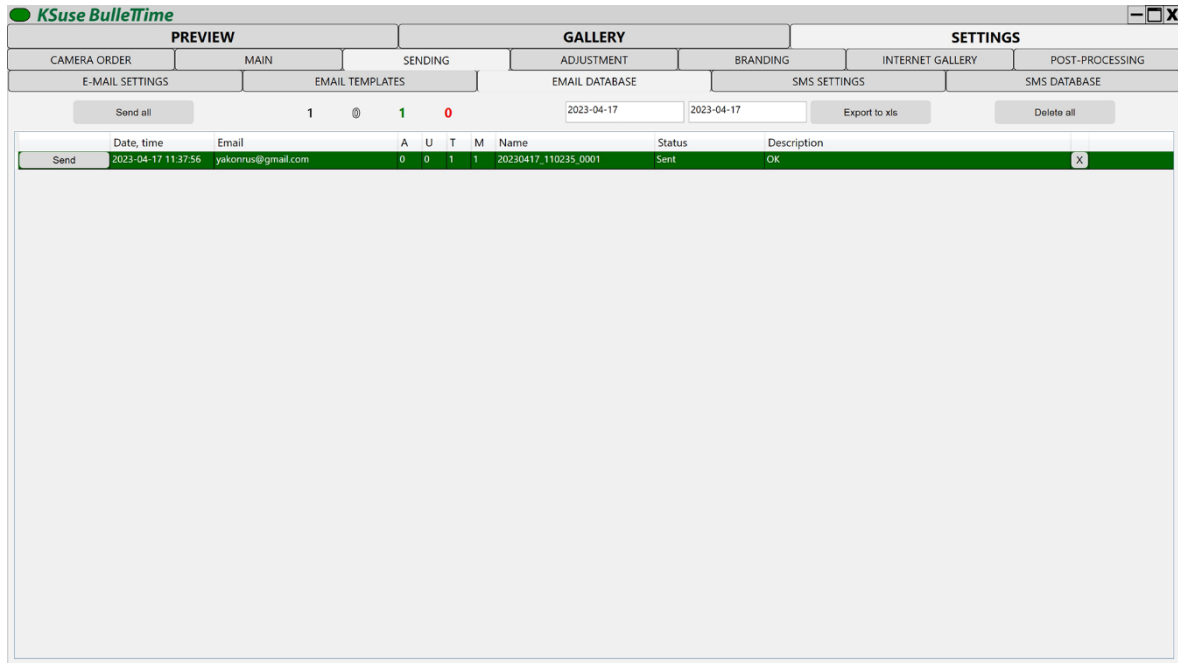 KSuse BulleTime
PREVIEW GALLERY SETTINGS
CAMERA ORDER MAIN SENDING ADJUSTMENT BRANDING INTERNET GALLERY POST-PROCESSING
E-MAIL SETTINGS EMAIL TEMPLATES EMAIL DATABASE SMS SETTINGS SMS DATABASE
Send all 1 0 1 0 2023-04-17 2023-04-17 Export to xls Delete all
Date, time Email A U T M Name Status Description
Send 2023-04-17 11:37:56 yakonrus@gmail.com 0 0 1 1 20230417_110235_0001 Sent OK X